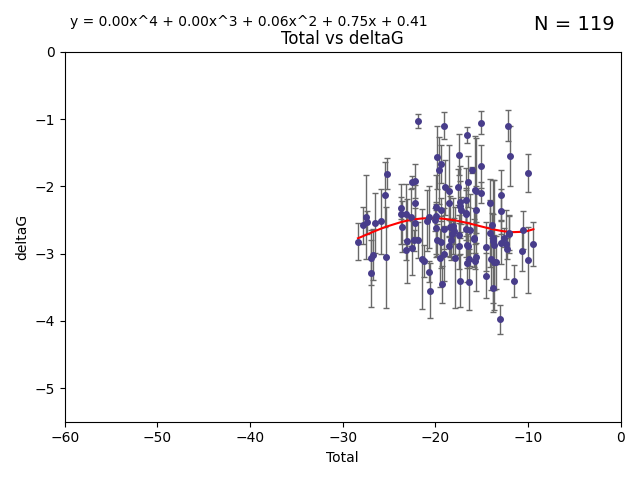 y = 0.00x^4 + 0.00x^3 + 0.06x^2 + 0.75x + 0.41
N = 119
Total vs deltaG
0
−1
−2
−3
−4
−5
deltaG
−60 −50 −40 −30 −20 −10 0
Total